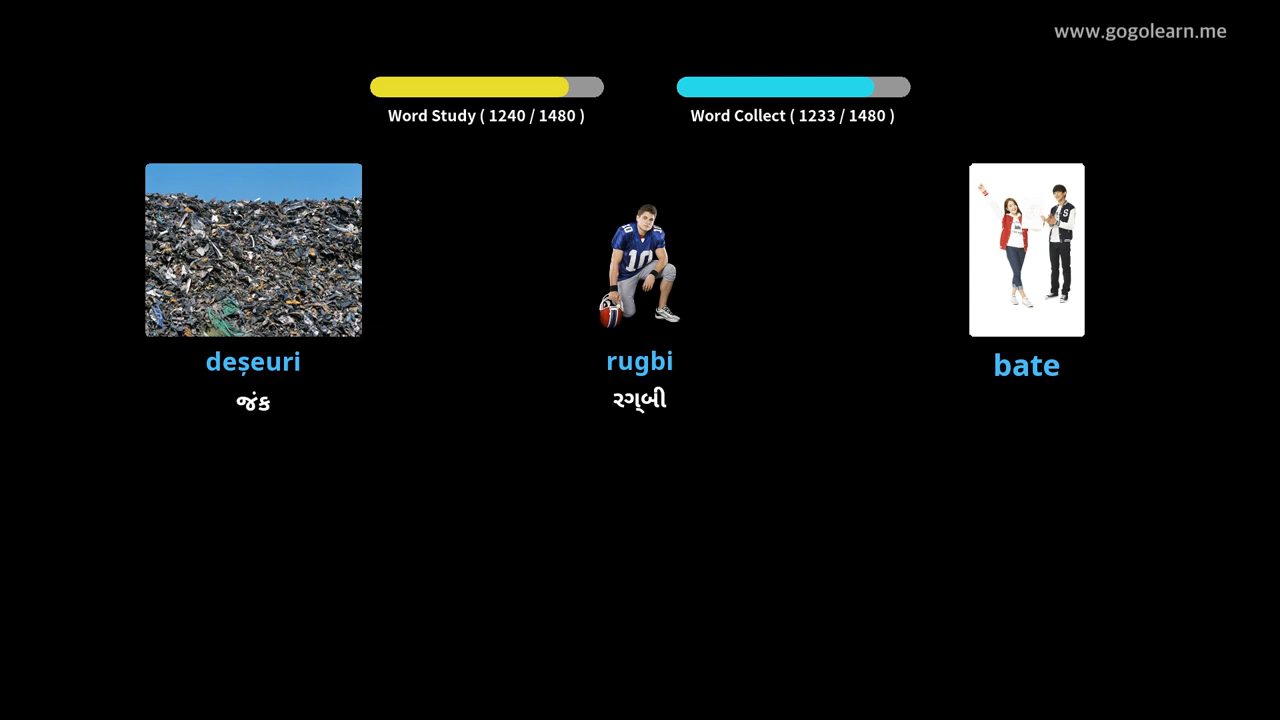 www.gogolearn.me
Word Study ( 1240 / 1480 )
Word Collect ( 1233 / 1480 )
deșeuri
rugbi
bate
જંક
રગ્બી